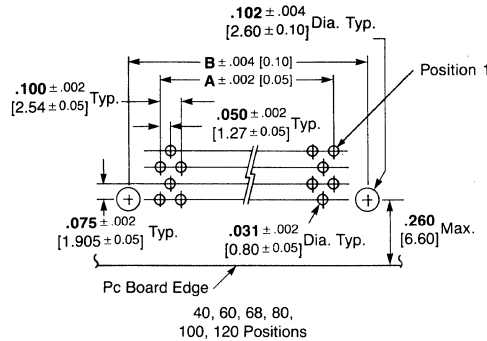 .102 ± .004
[2.60 ± 0.10] Dia. Typ.
B ± .004 [0.10]
A ± .002 [0.05]
Position 1
.100 ± .002
[2.54 ± 0.05] Typ.
.050 ± .002
[1.27 ± 0.05] Typ.
.075 ± .002
[1.905 ± 0.05] Typ.
.031 ± .002
[0.80 ± 0.05] Dia. Typ.
.260
[6.60] Max.
Pc Board Edge
40, 60, 68, 80,
100, 120 Positions